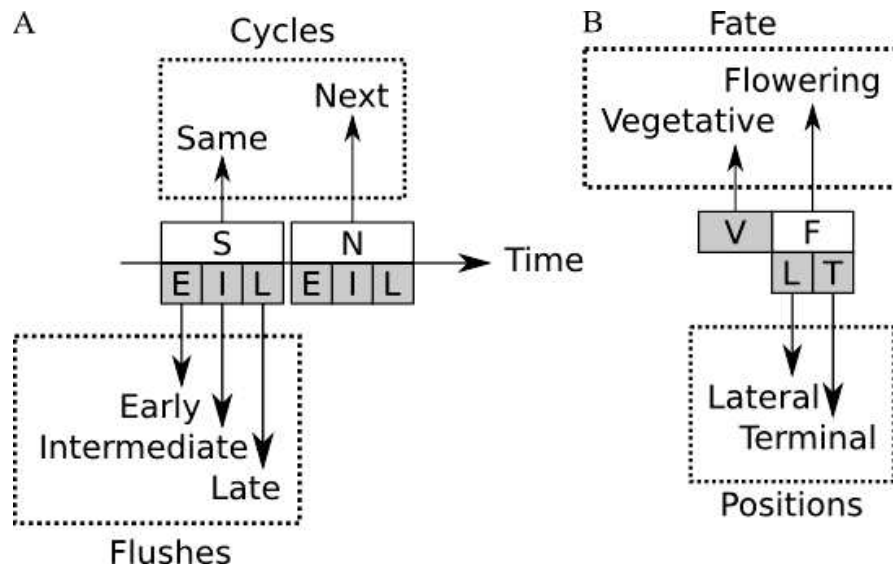 A
Cycles
Next
Same
S N
E I L E I L
Time
Early
Intermediate
Late
Flushes
B
Fate
Flowering
Vegetative
V F
L T
Lateral
Terminal
Positions